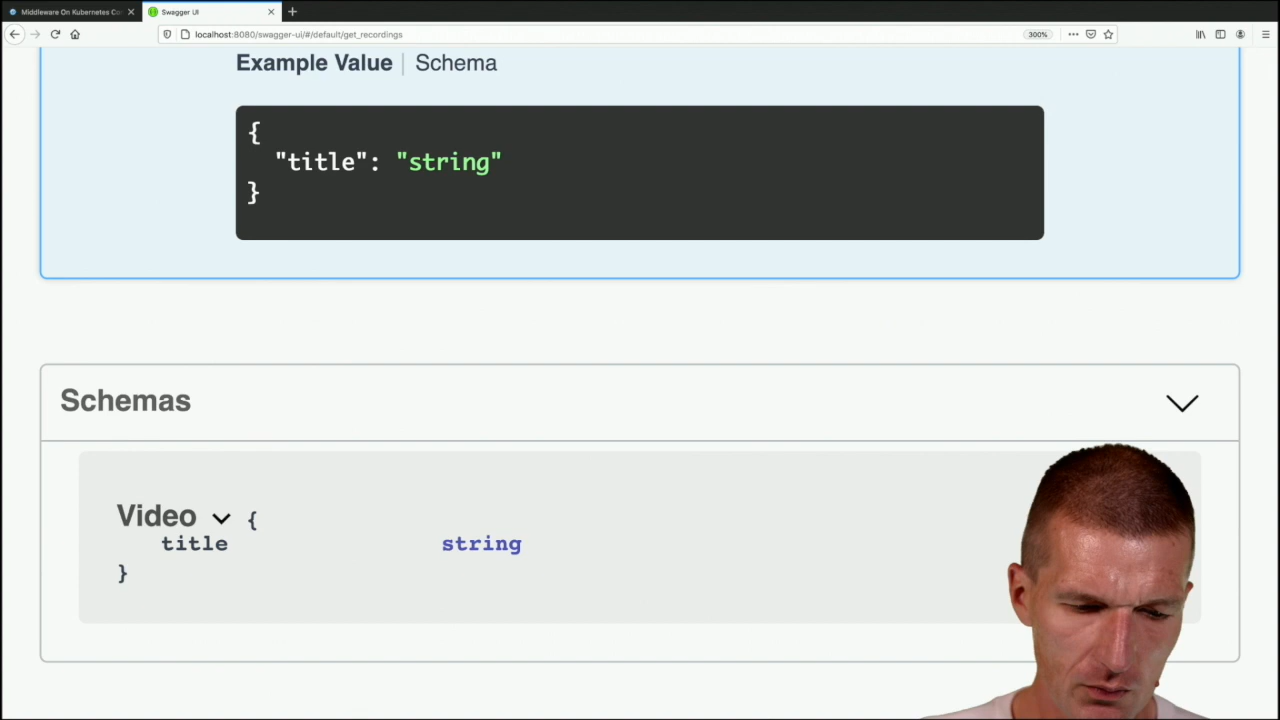 Middleware On Kubernetes Co
Swagger UI
localhost:8080/swagger-ui/#/default/get_recordings
300%
Example Value | Schema
{
"title": "string"
}
Schemas
Video {
title string
}